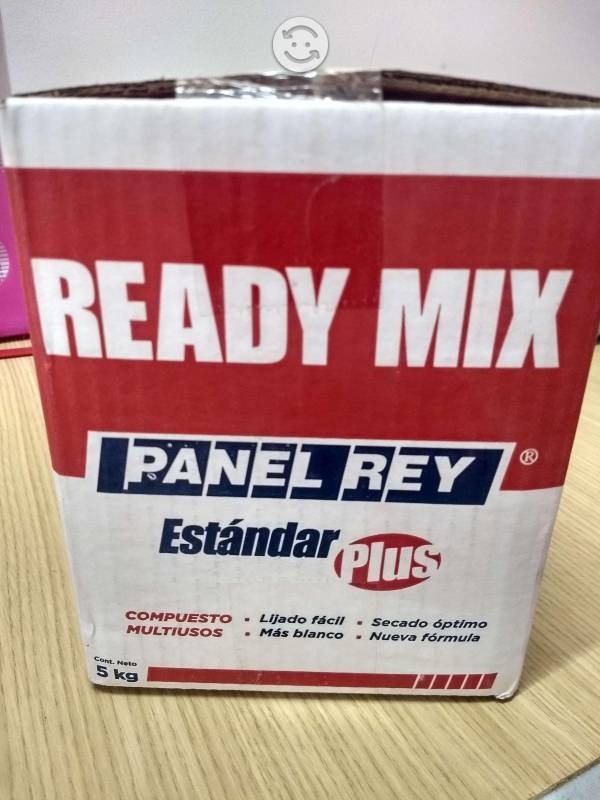 READY MIX
PANEL REY ®
Estándar Plus
COMPUESTO MULTIUSOS
• Lijado fácil • Secado óptimo
• Más blanco • Nueva fórmula
Cont. Neto
5 kg